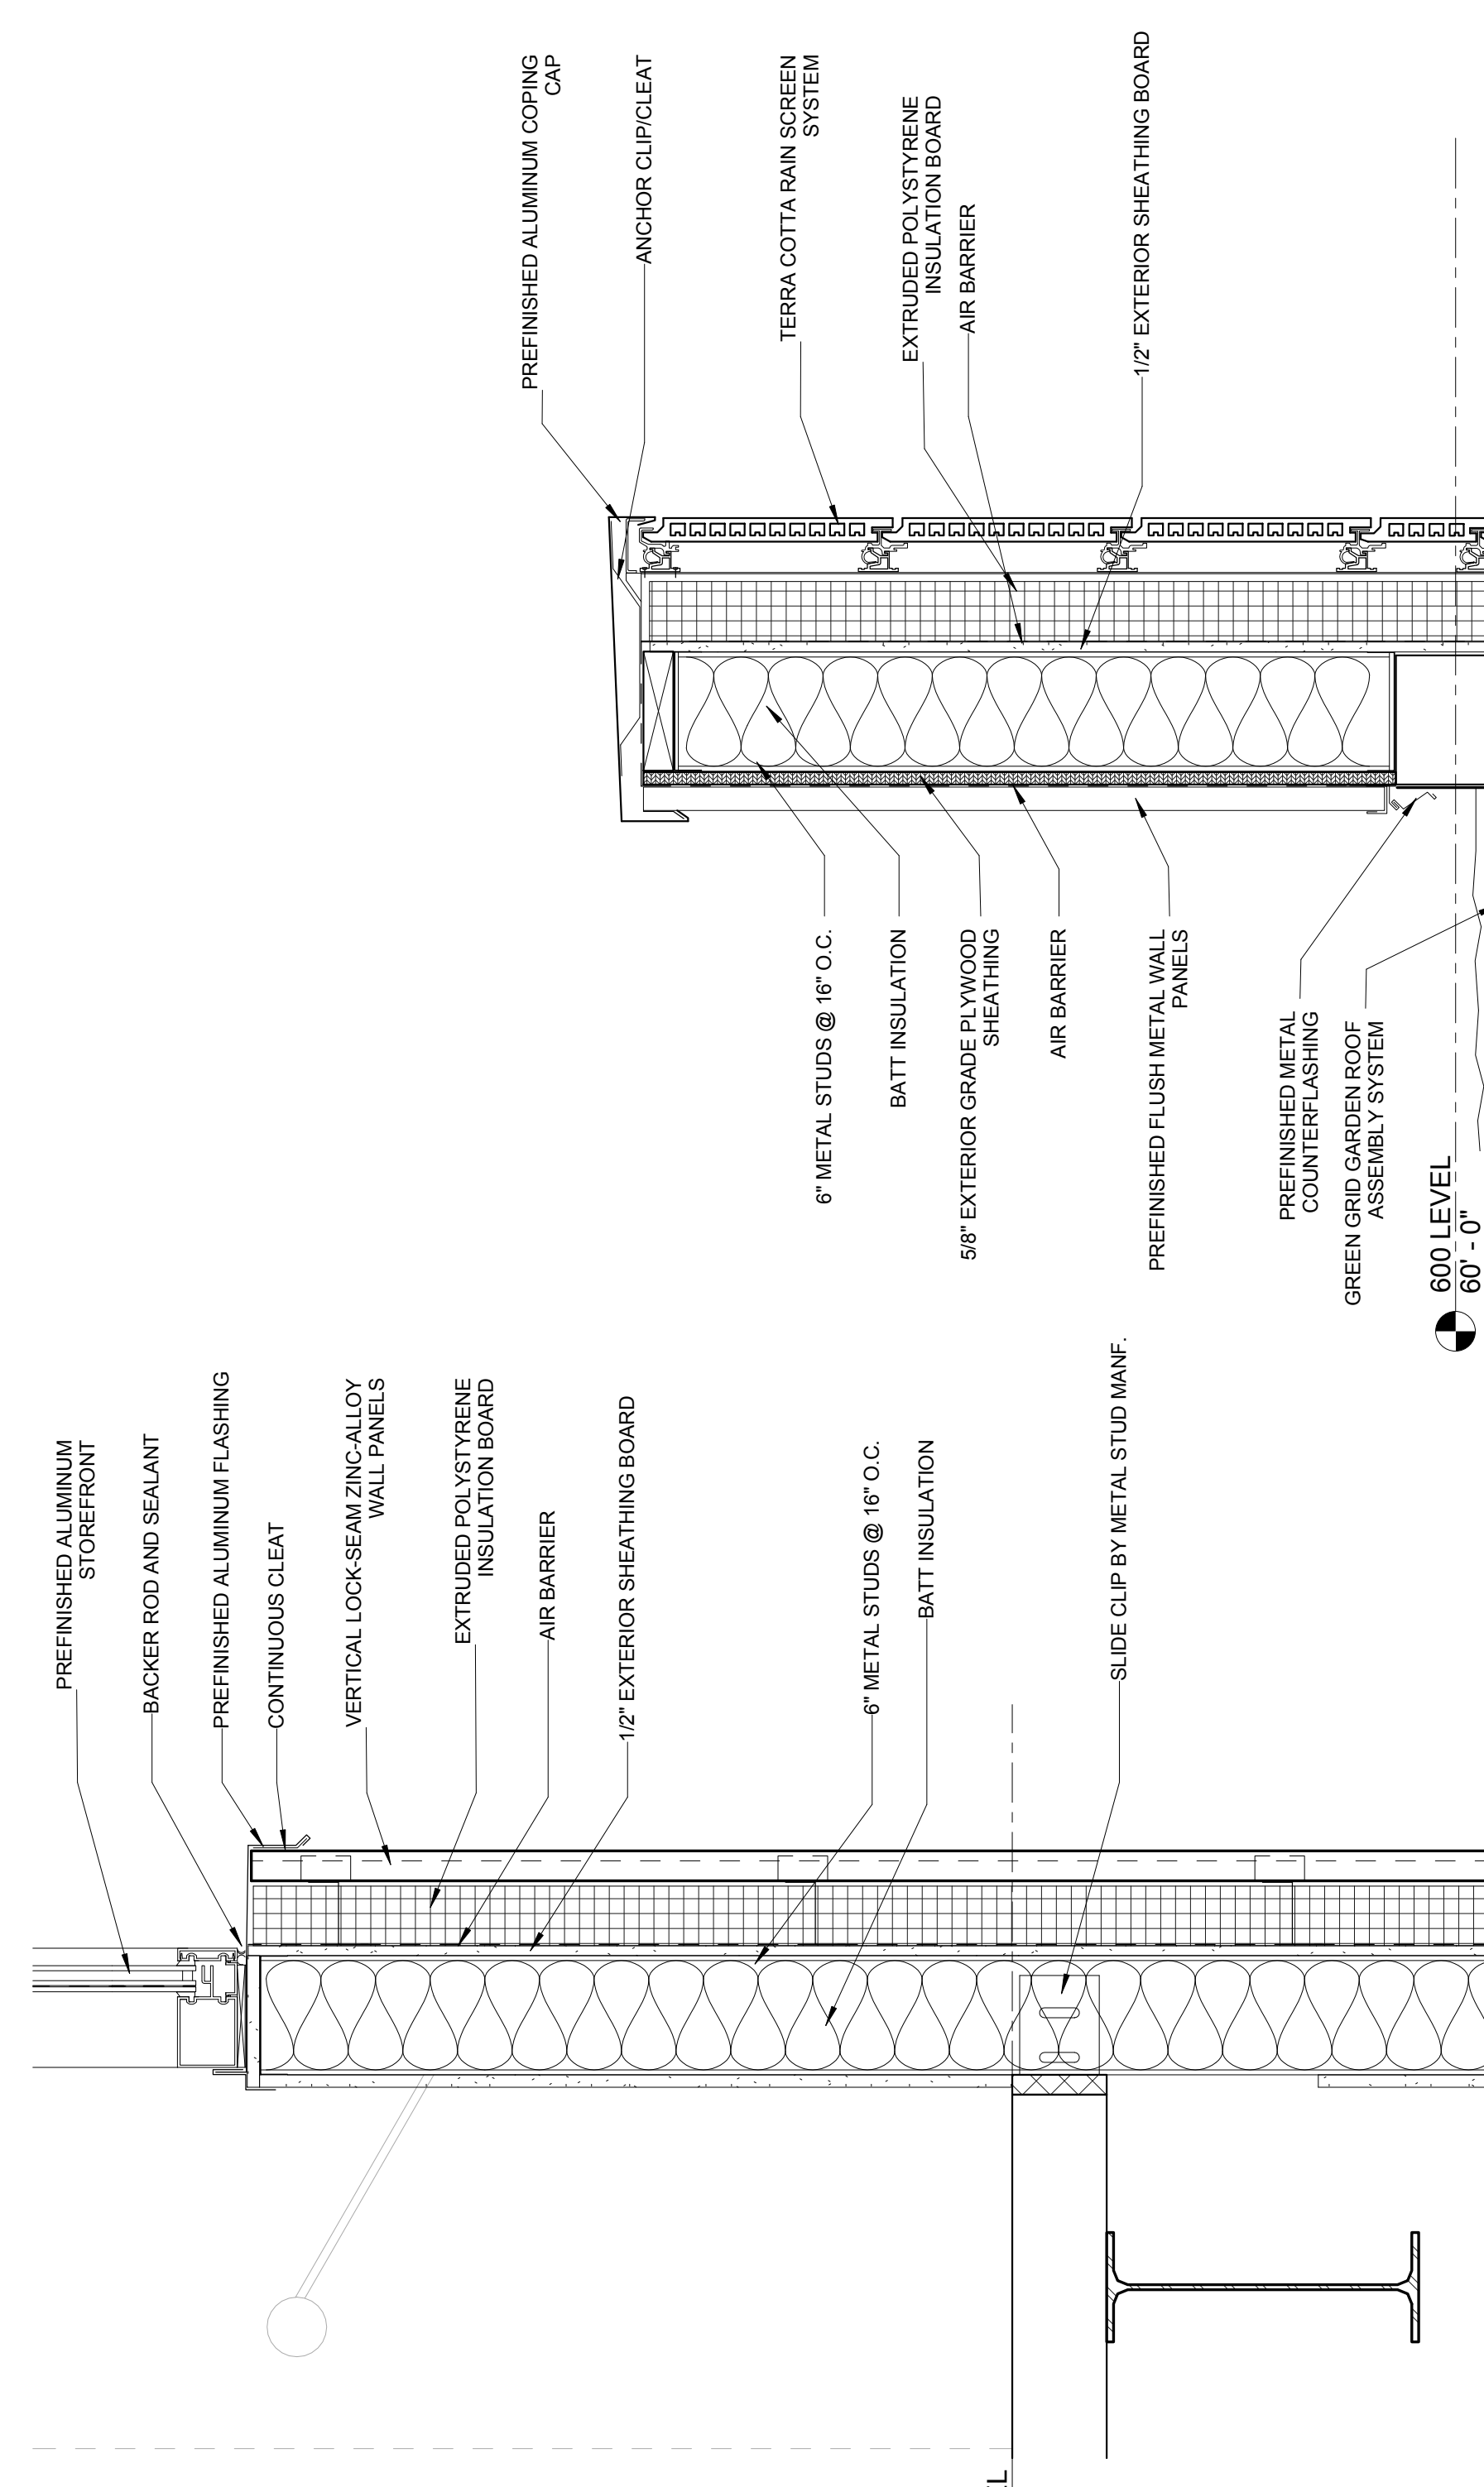 PREFINISHED ALUMINUM COPING
CAP
ANCHOR CLIP/CLEAT
TERRA COTTA RAIN SCREEN
SYSTEM
EXTRUDED POLYSTYRENE
INSULATION BOARD
AIR BARRIER
1/2" EXTERIOR SHEATHING BOARD
6" METAL STUDS @ 16" O.C.
BATT INSULATION
5/8" EXTERIOR GRADE PLYWOOD
SHEATHING
AIR BARRIER
PREFINISHED FLUSH METAL WALL
PANELS
PREFINISHED METAL
COUNTERFLASHING
GREEN GRID GARDEN ROOF
ASSEMBLY SYSTEM
600 LEVEL
60' - 0"
PREFINISHED ALUMINUM
STOREFRONT
BACKER ROD AND SEALANT
PREFINISHED ALUMINUM FLASHING
CONTINUOUS CLEAT
VERTICAL LOCK-SEAM ZINC-ALLOY
WALL PANELS
EXTRUDED POLYSTYRENE
INSULATION BOARD
AIR BARRIER
1/2" EXTERIOR SHEATHING BOARD
6" METAL STUDS @ 16" O.C.
BATT INSULATION
SLIDE CLIP BY METAL STUD MANF.